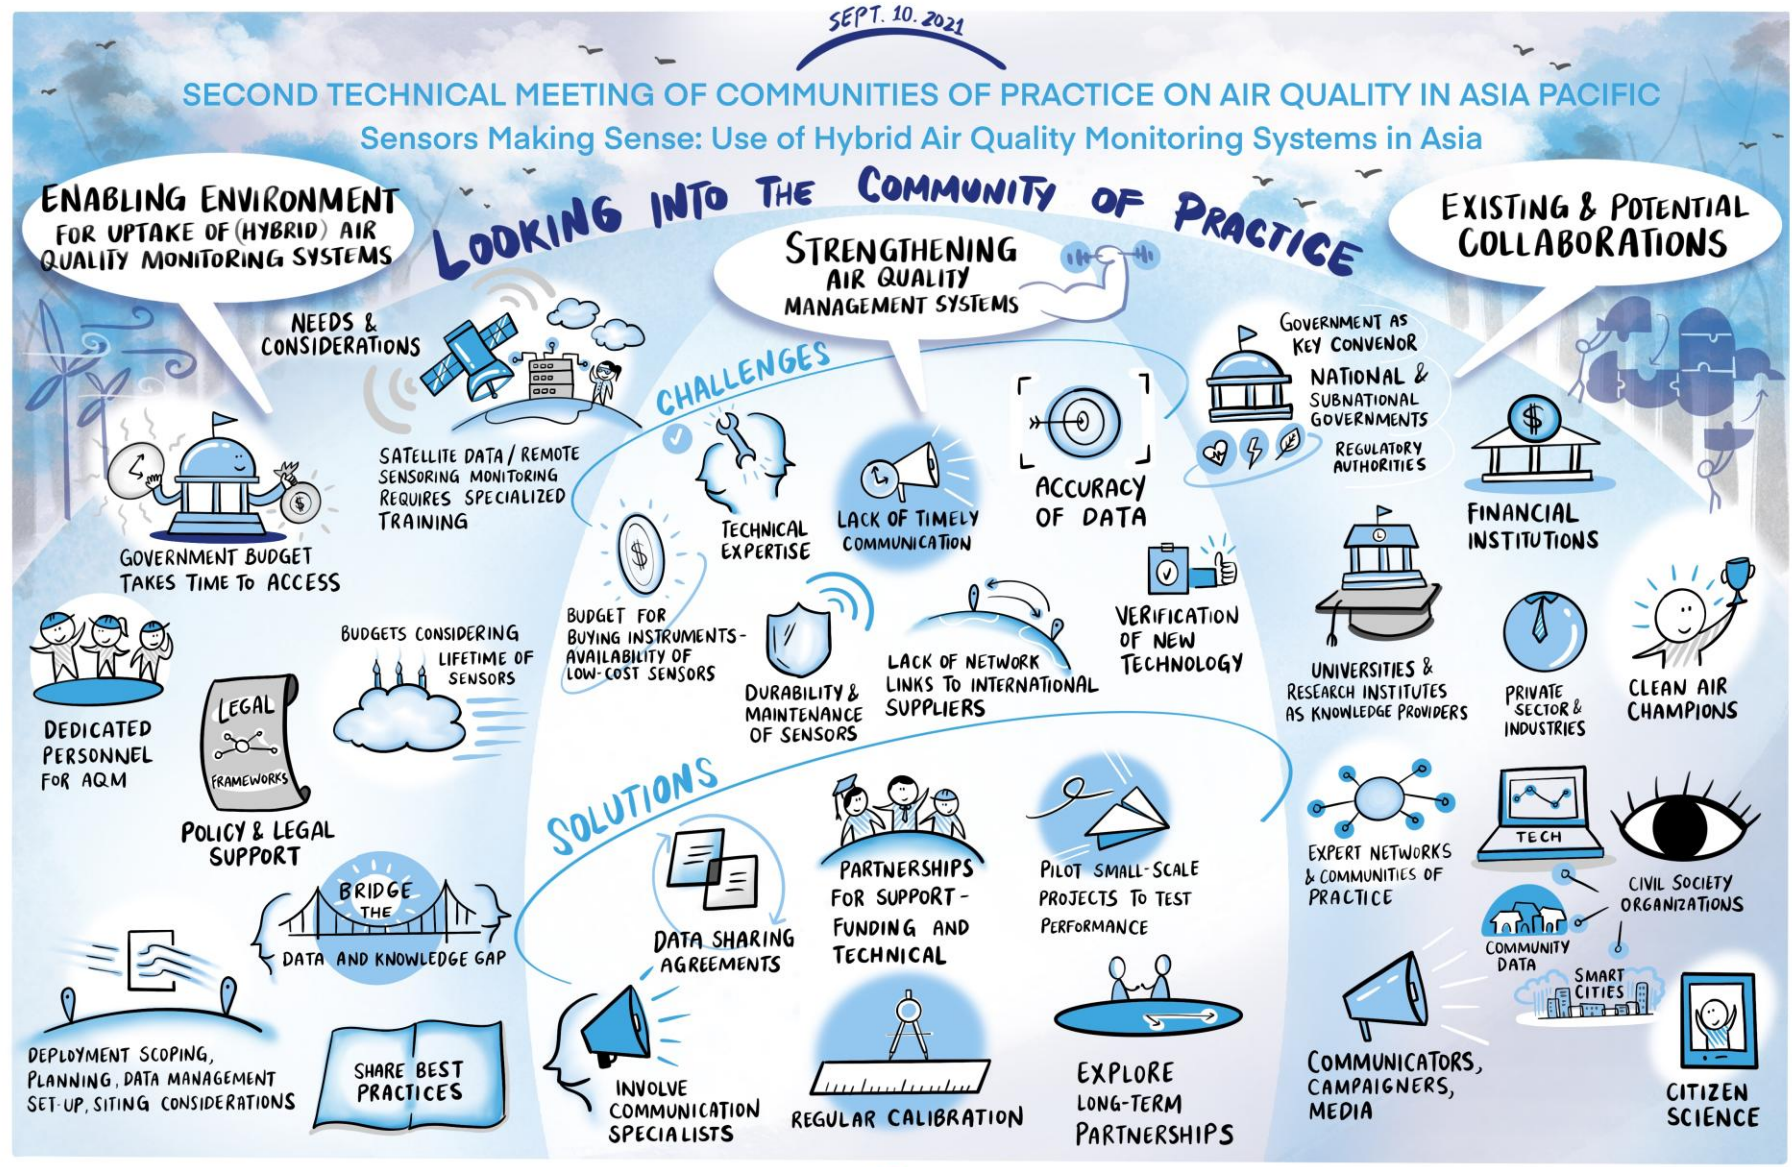 SEPT. 10. 2021
SECOND TECHNICAL MEETING OF COMMUNITIES OF PRACTICE ON AIR QUALITY IN ASIA PACIFIC
Sensors Making Sense: Use of Hybrid Air Quality Monitoring Systems in Asia
LOOKING INTO THE COMMUNITY OF PRACTICE
ENABLING ENVIRONMENT
FOR UPTAKE OF (HYBRID) AIR
QUALITY MONITORING SYSTEMS
NEEDS &
CONSIDERATIONS
SATELLITE DATA / REMOTE
SENSORING MONITORING
REQUIRES SPECIALIZED
TRAINING
$
GOVERNMENT BUDGET
TAKES TIME TO ACCESS
DEDICATED
PERSONNEL
FOR AQM
LEGAL
FRAMEWORKS
POLICY & LEGAL
SUPPORT
BUDGETS CONSIDERING
LIFETIME OF
SENSORS
BRIDGE
THE
DATA AND KNOWLEDGE GAP
DEPLOYMENT SCOPING,
PLANNING, DATA MANAGEMENT
SET-UP, SITING CONSIDERATIONS
SHARE BEST
PRACTICES
STRENGTHENING
AIR QUALITY
MANAGEMENT SYSTEMS
CHALLENGES
TECHNICAL
EXPERTISE
LACK OF TIMELY
COMMUNICATION
ACCURACY
OF DATA
$
BUDGET FOR
BUYING INSTRUMENTS-
AVAILABILITY OF
LOW-COST SENSORS
DURABILITY &
MAINTENANCE
OF SENSORS
LACK OF NETWORK
LINKS TO INTERNATIONAL
SUPPLIERS
VERIFICATION
OF NEW
TECHNOLOGY
SOLUTIONS
DATA SHARING
AGREEMENTS
PARTNERSHIPS
FOR SUPPORT-
FUNDING AND
TECHNICAL
PILOT SMALL-SCALE
PROJECTS TO TEST
PERFORMANCE
INVOLVE
COMMUNICATION
SPECIALISTS
REGULAR CALIBRATION
EXPLORE
LONG-TERM
PARTNERSHIPS
EXISTING & POTENTIAL
COLLABORATIONS
GOVERNMENT AS
KEY CONVENOR
NATIONAL &
SUBNATIONAL
GOVERNMENTS
REGULATORY
AUTHORITIES
$
FINANCIAL
INSTITUTIONS
UNIVERSITIES &
RESEARCH INSTITUTES
AS KNOWLEDGE PROVIDERS
PRIVATE
SECTOR &
INDUSTRIES
CLEAN AIR
CHAMPIONS
EXPERT NETWORKS
& COMMUNITIES OF
PRACTICE
TECH
CIVIL SOCIETY
ORGANIZATIONS
COMMUNITY
DATA
SMART
CITIES
COMMUNICATORS,
CAMPAIGNERS,
MEDIA
CITIZEN
SCIENCE